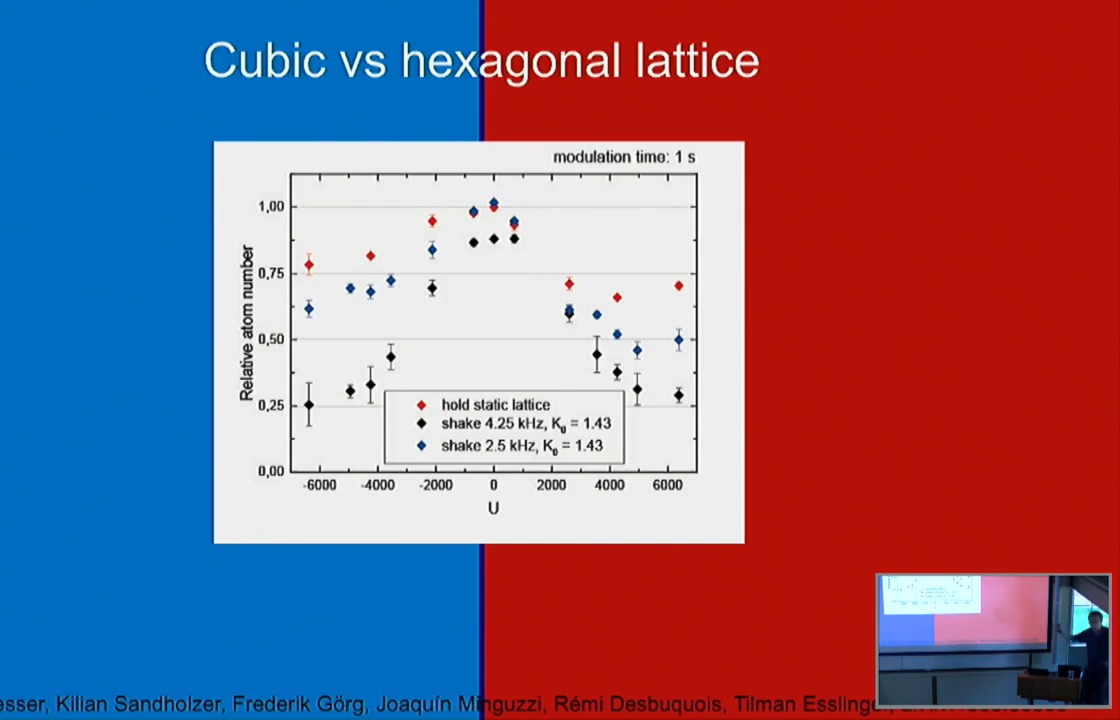 Cubic vs hexagonal lattice
modulation time: 1 s
1,00
0,75
0,50
0,25
0,00
Relative atom number
hold static lattice
shake 4.25 kHz, K₀ = 1.43
shake 2.5 kHz, K₀ = 1.43
-6000 -4000 -2000 0 2000 4000 6000
U
esser, Kilian Sandholzer, Frederik Görg, Joaquín Minguzzi, Rémi Desbuquois, Tilman Esslinger,